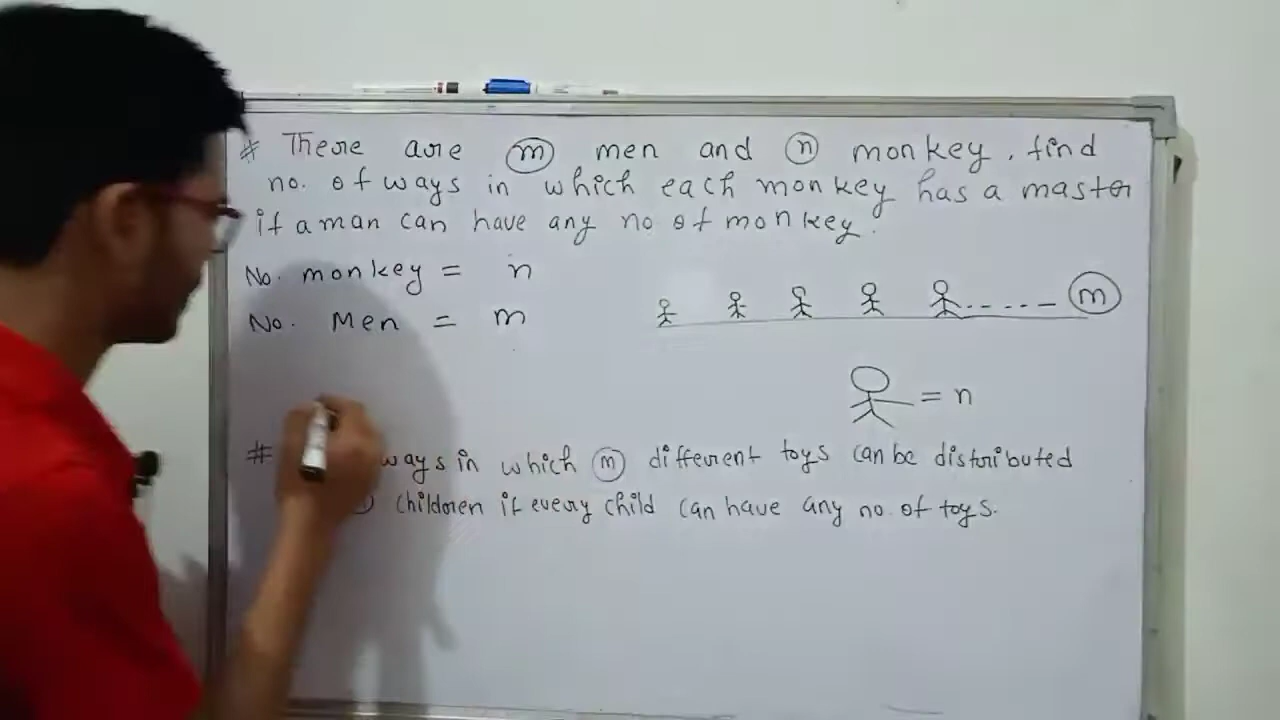 # There are m men and n monkey. find
no. of ways in which each monkey has a master
if a man can have any no of monkey.
No. monkey = n
No. Men = m
m
= n
# ways in which m different toys can be distributed
children if every child can have any no. of toys.